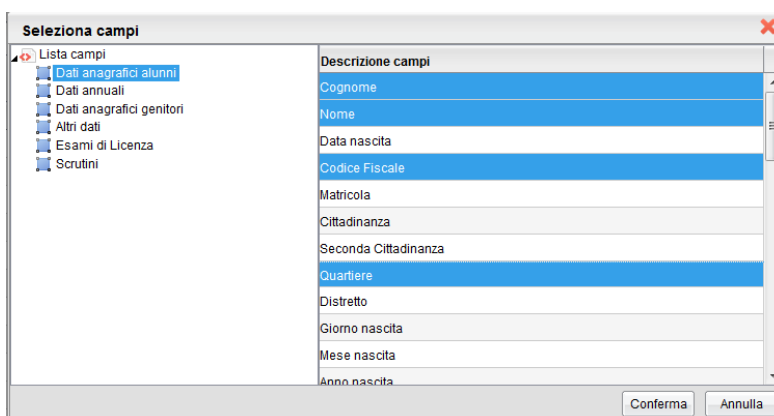 Seleziona campi
Lista campi
Dati anagrafici alunni
Dati annuali
Dati anagrafici genitori
Altri dati
Esami di Licenza
Scrutini
Descrizione campi
Cognome
Nome
Data nascita
Codice Fiscale
Matricola
Cittadinanza
Seconda Cittadinanza
Quartiere
Distretto
Giorno nascita
Mese nascita
Anno nascita
Conferma
Annulla